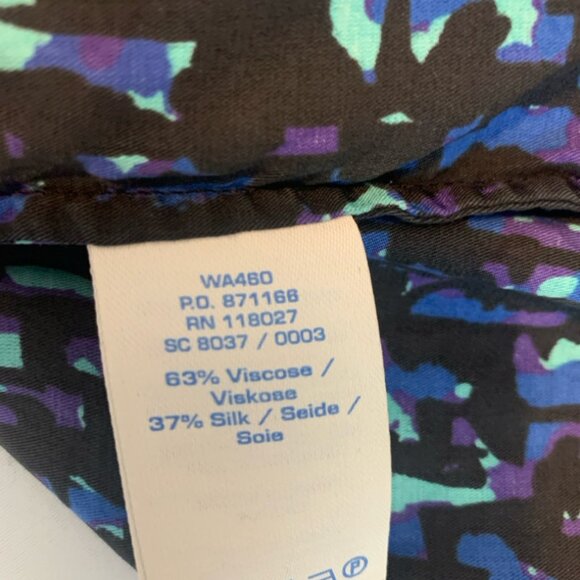 WA460
P.O. 871166
RN 118027
SC 8037 / 0003
63% Viscose /
Viskose
37% Silk / Seide /
Soie
P